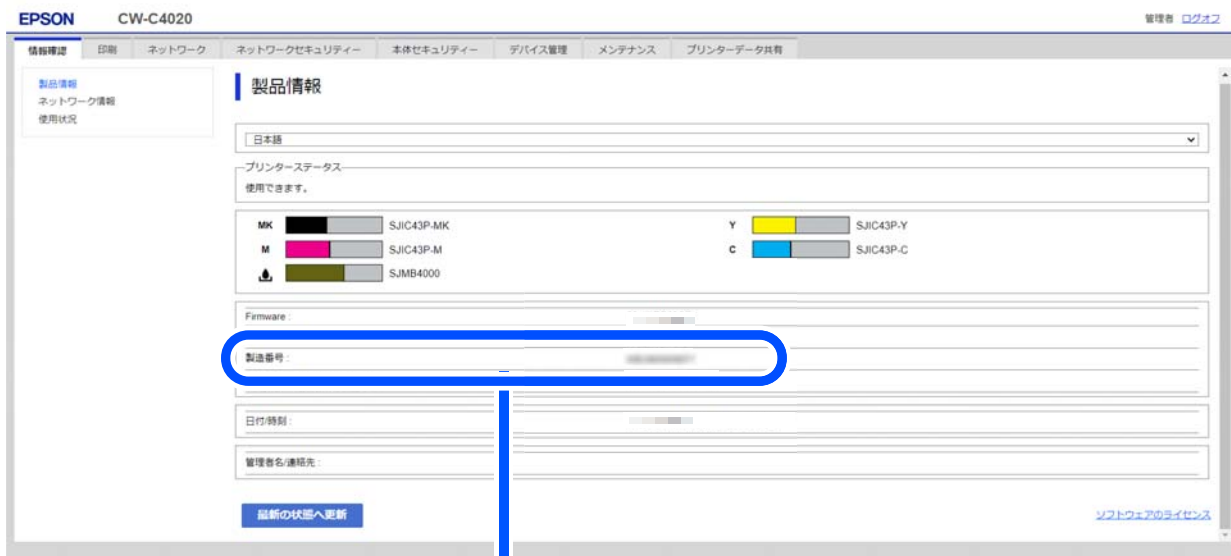 EPSON CW-C4020 管理者 ログオフ
情報確認 印刷 ネットワーク ネットワークセキュリティー 本体セキュリティー デバイス管理 メンテナンス プリンターデータ共有
製品情報
ネットワーク情報
使用状況
製品情報
日本語
プリンターステータス
使用できます。
MK SJIC43P-MK Y SJIC43P-Y
M SJIC43P-M C SJIC43P-C
SJMB4000
Firmware :
製造番号 :
日付/時刻 :
管理者名/連絡先 :
最新の状態へ更新 ソフトウェアのライセンス